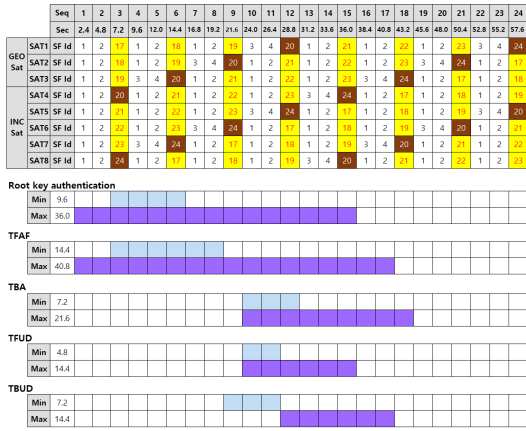 Seq 1 2 3 4 5 6 7 8 9 10 11 12 13 14 15 16 17 18 19 20 21 22 23 24
Sec 2.4 4.8 7.2 9.6 12.0 14.4 16.8 19.2 21.6 24.0 26.4 28.8 31.2 33.6 36.0 38.4 40.8 43.2 45.6 48.0 50.4 52.8 55.2 57.6
GEO Sat
SAT1 SF Id 1 2 17 1 2 18 1 2 19 3 4 20 1 2 21 1 2 22 1 2 23 3 4 24
SAT2 SF Id 1 2 18 1 2 19 3 4 20 1 2 21 1 2 22 1 2 23 3 4 24 1 2 17
SAT3 SF Id 1 2 19 3 4 20 1 2 21 1 2 22 1 2 23 3 4 24 1 2 17 1 2 18
INC Sat
SAT4 SF Id 1 2 20 1 2 21 1 2 22 1 2 23 3 4 24 1 2 17 1 2 18 1 2 19
SAT5 SF Id 1 2 21 1 2 22 1 2 23 3 4 24 1 2 17 1 2 18 1 2 19 3 4 20
SAT6 SF Id 1 2 22 1 2 23 3 4 24 1 2 17 1 2 18 1 2 19 3 4 20 1 2 21
SAT7 SF Id 1 2 23 3 4 24 1 2 17 1 2 18 1 2 19 3 4 20 1 2 21 1 2 22
SAT8 SF Id 1 2 24 1 2 17 1 2 18 1 2 19 3 4 20 1 2 21 1 2 22 1 2 23
Root key authentication
Min 9.6
Max 36.0
TFAF
Min 14.4
Max 40.8
TBA
Min 7.2
Max 21.6
TFUD
Min 4.8
Max 14.4
TBUD
Min 7.2
Max 14.4